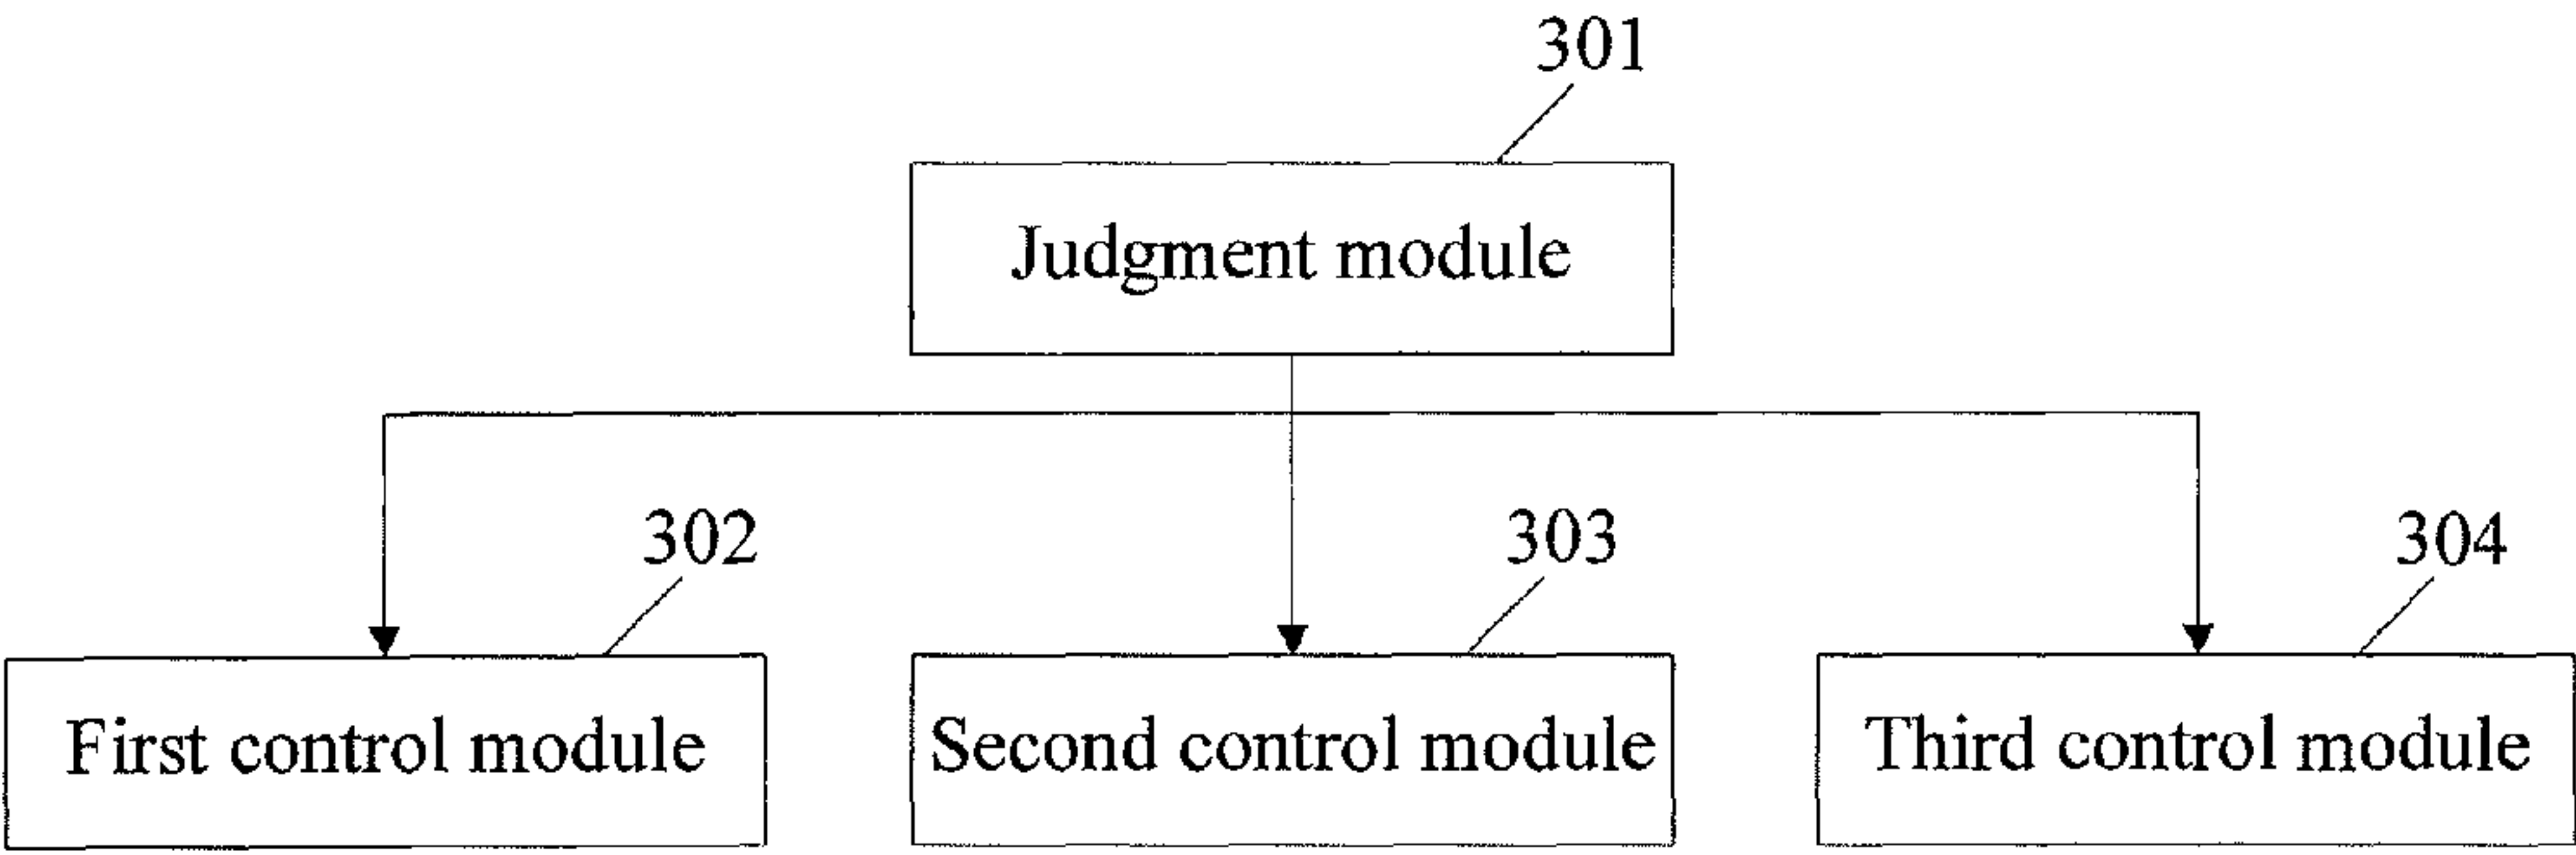 301
Judgment module
302
303
304
First control module
Second control module
Third control module